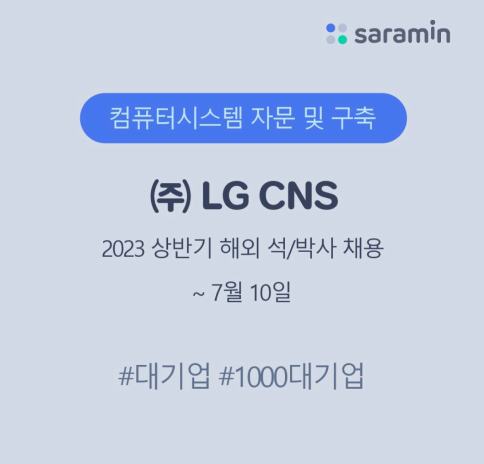 saramin
컴퓨터시스템 자문 및 구축
㈜ LG CNS
2023 상반기 해외 석/박사 채용
~ 7월 10일
#대기업 #1000대기업